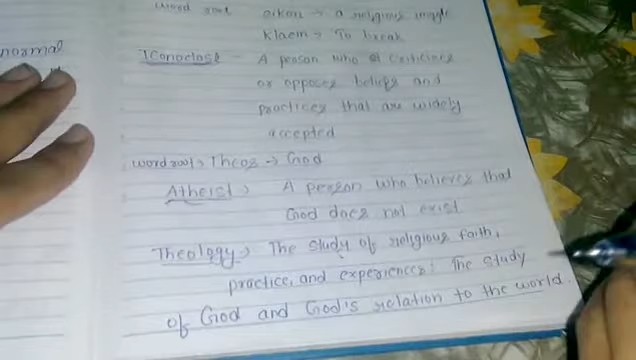 normal
word root eikon → a religious image
Klaein → To break
Iconoclast - A person who criticizes
or opposes beliefs and
practices that are widely
accepted
word root→ Theos → God
Atheist → A person who believes that
God does not exist
Theology → The study of religious faith,
practice, and experiences: The study
of God and God's relation to the world.